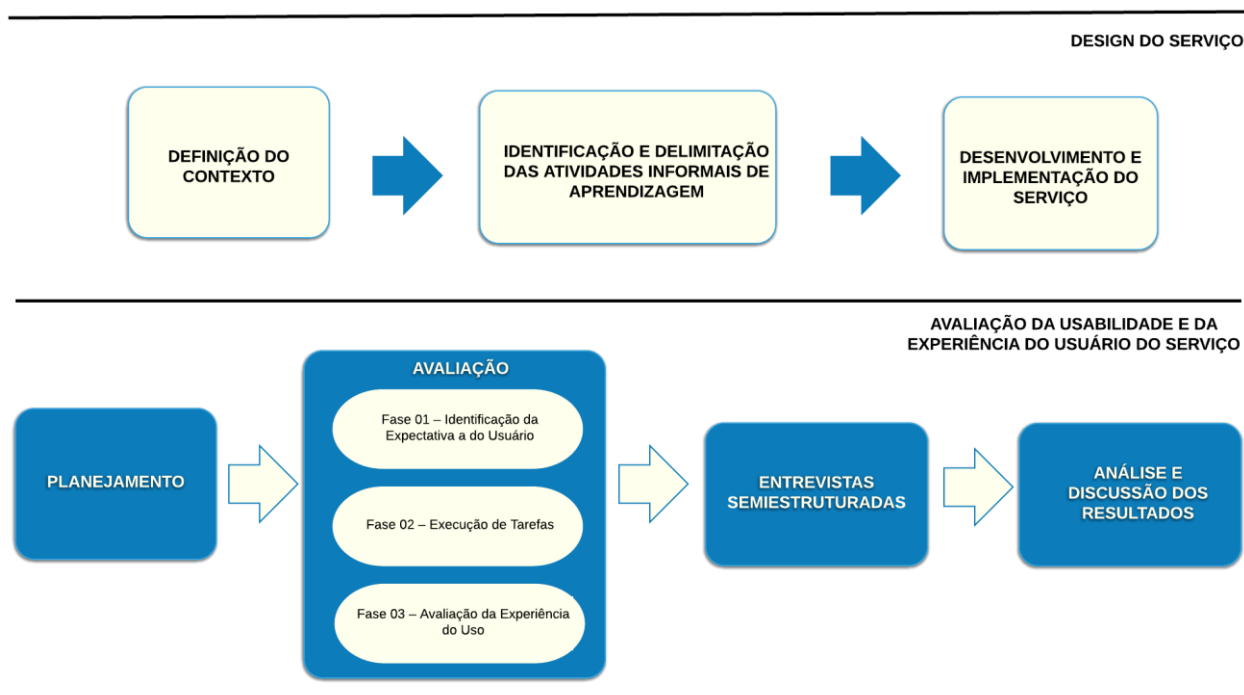 DESIGN DO SERVIÇO
DEFINIÇÃO DO
CONTEXTO
IDENTIFICAÇÃO E DELIMITAÇÃO
DAS ATIVIDADES INFORMAIS DE
APRENDIZAGEM
DESENVOLVIMENTO E
IMPLEMENTAÇÃO DO
SERVIÇO
AVALIAÇÃO DA USABILIDADE E DA
EXPERIÊNCIA DO USUÁRIO DO SERVIÇO
PLANEJAMENTO
AVALIAÇÃO
Fase 01 – Identificação da
Expectativa a do Usuário
Fase 02 – Execução de Tarefas
Fase 03 – Avaliação da Experiência
do Uso
ENTREVISTAS
SEMIESTRUTURADAS
ANÁLISE E
DISCUSSÃO DOS
RESULTADOS